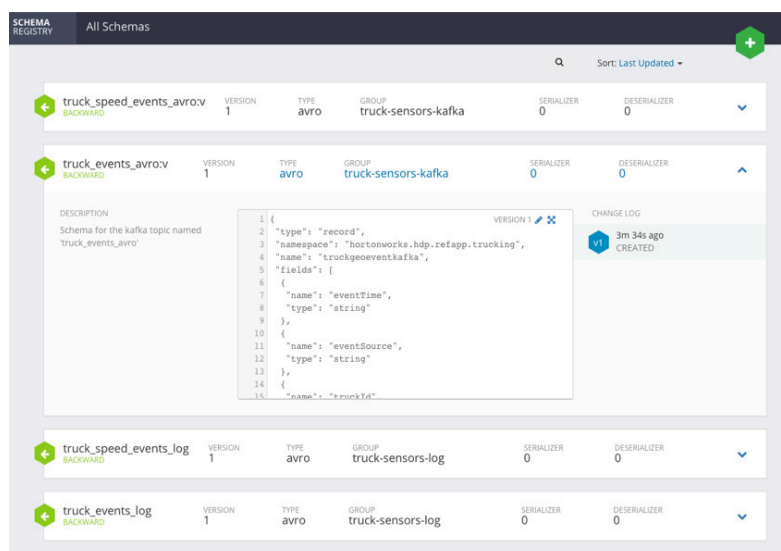 SCHEMA
REGISTRY
All Schemas
+
Sort: Last Updated
truck_speed_events_avro:v
BACKWARD
VERSION
1
TYPE
avro
GROUP
truck-sensors-kafka
SERIALIZER
0
DESERIALIZER
0
truck_events_avro:v
BACKWARD
VERSION
1
TYPE
avro
GROUP
truck-sensors-kafka
SERIALIZER
0
DESERIALIZER
0
DESCRIPTION
Schema for the kafka topic named
'truck_events_avro'
VERSION 1
1 {
2 "type": "record",
3 "namespace": "hortonworks.hdp.refapp.trucking",
4 "name": "truckgeoeventkafka",
5 "fields": [
6 {
7 "name": "eventTime",
8 "type": "string"
9 },
10 {
11 "name": "eventSource",
12 "type": "string"
13 },
14 {
15 "name": "truckId",
CHANGE LOG
v1
3m 34s ago
CREATED
truck_speed_events_log
BACKWARD
VERSION
1
TYPE
avro
GROUP
truck-sensors-log
SERIALIZER
0
DESERIALIZER
0
truck_events_log
BACKWARD
VERSION
1
TYPE
avro
GROUP
truck-sensors-log
SERIALIZER
0
DESERIALIZER
0